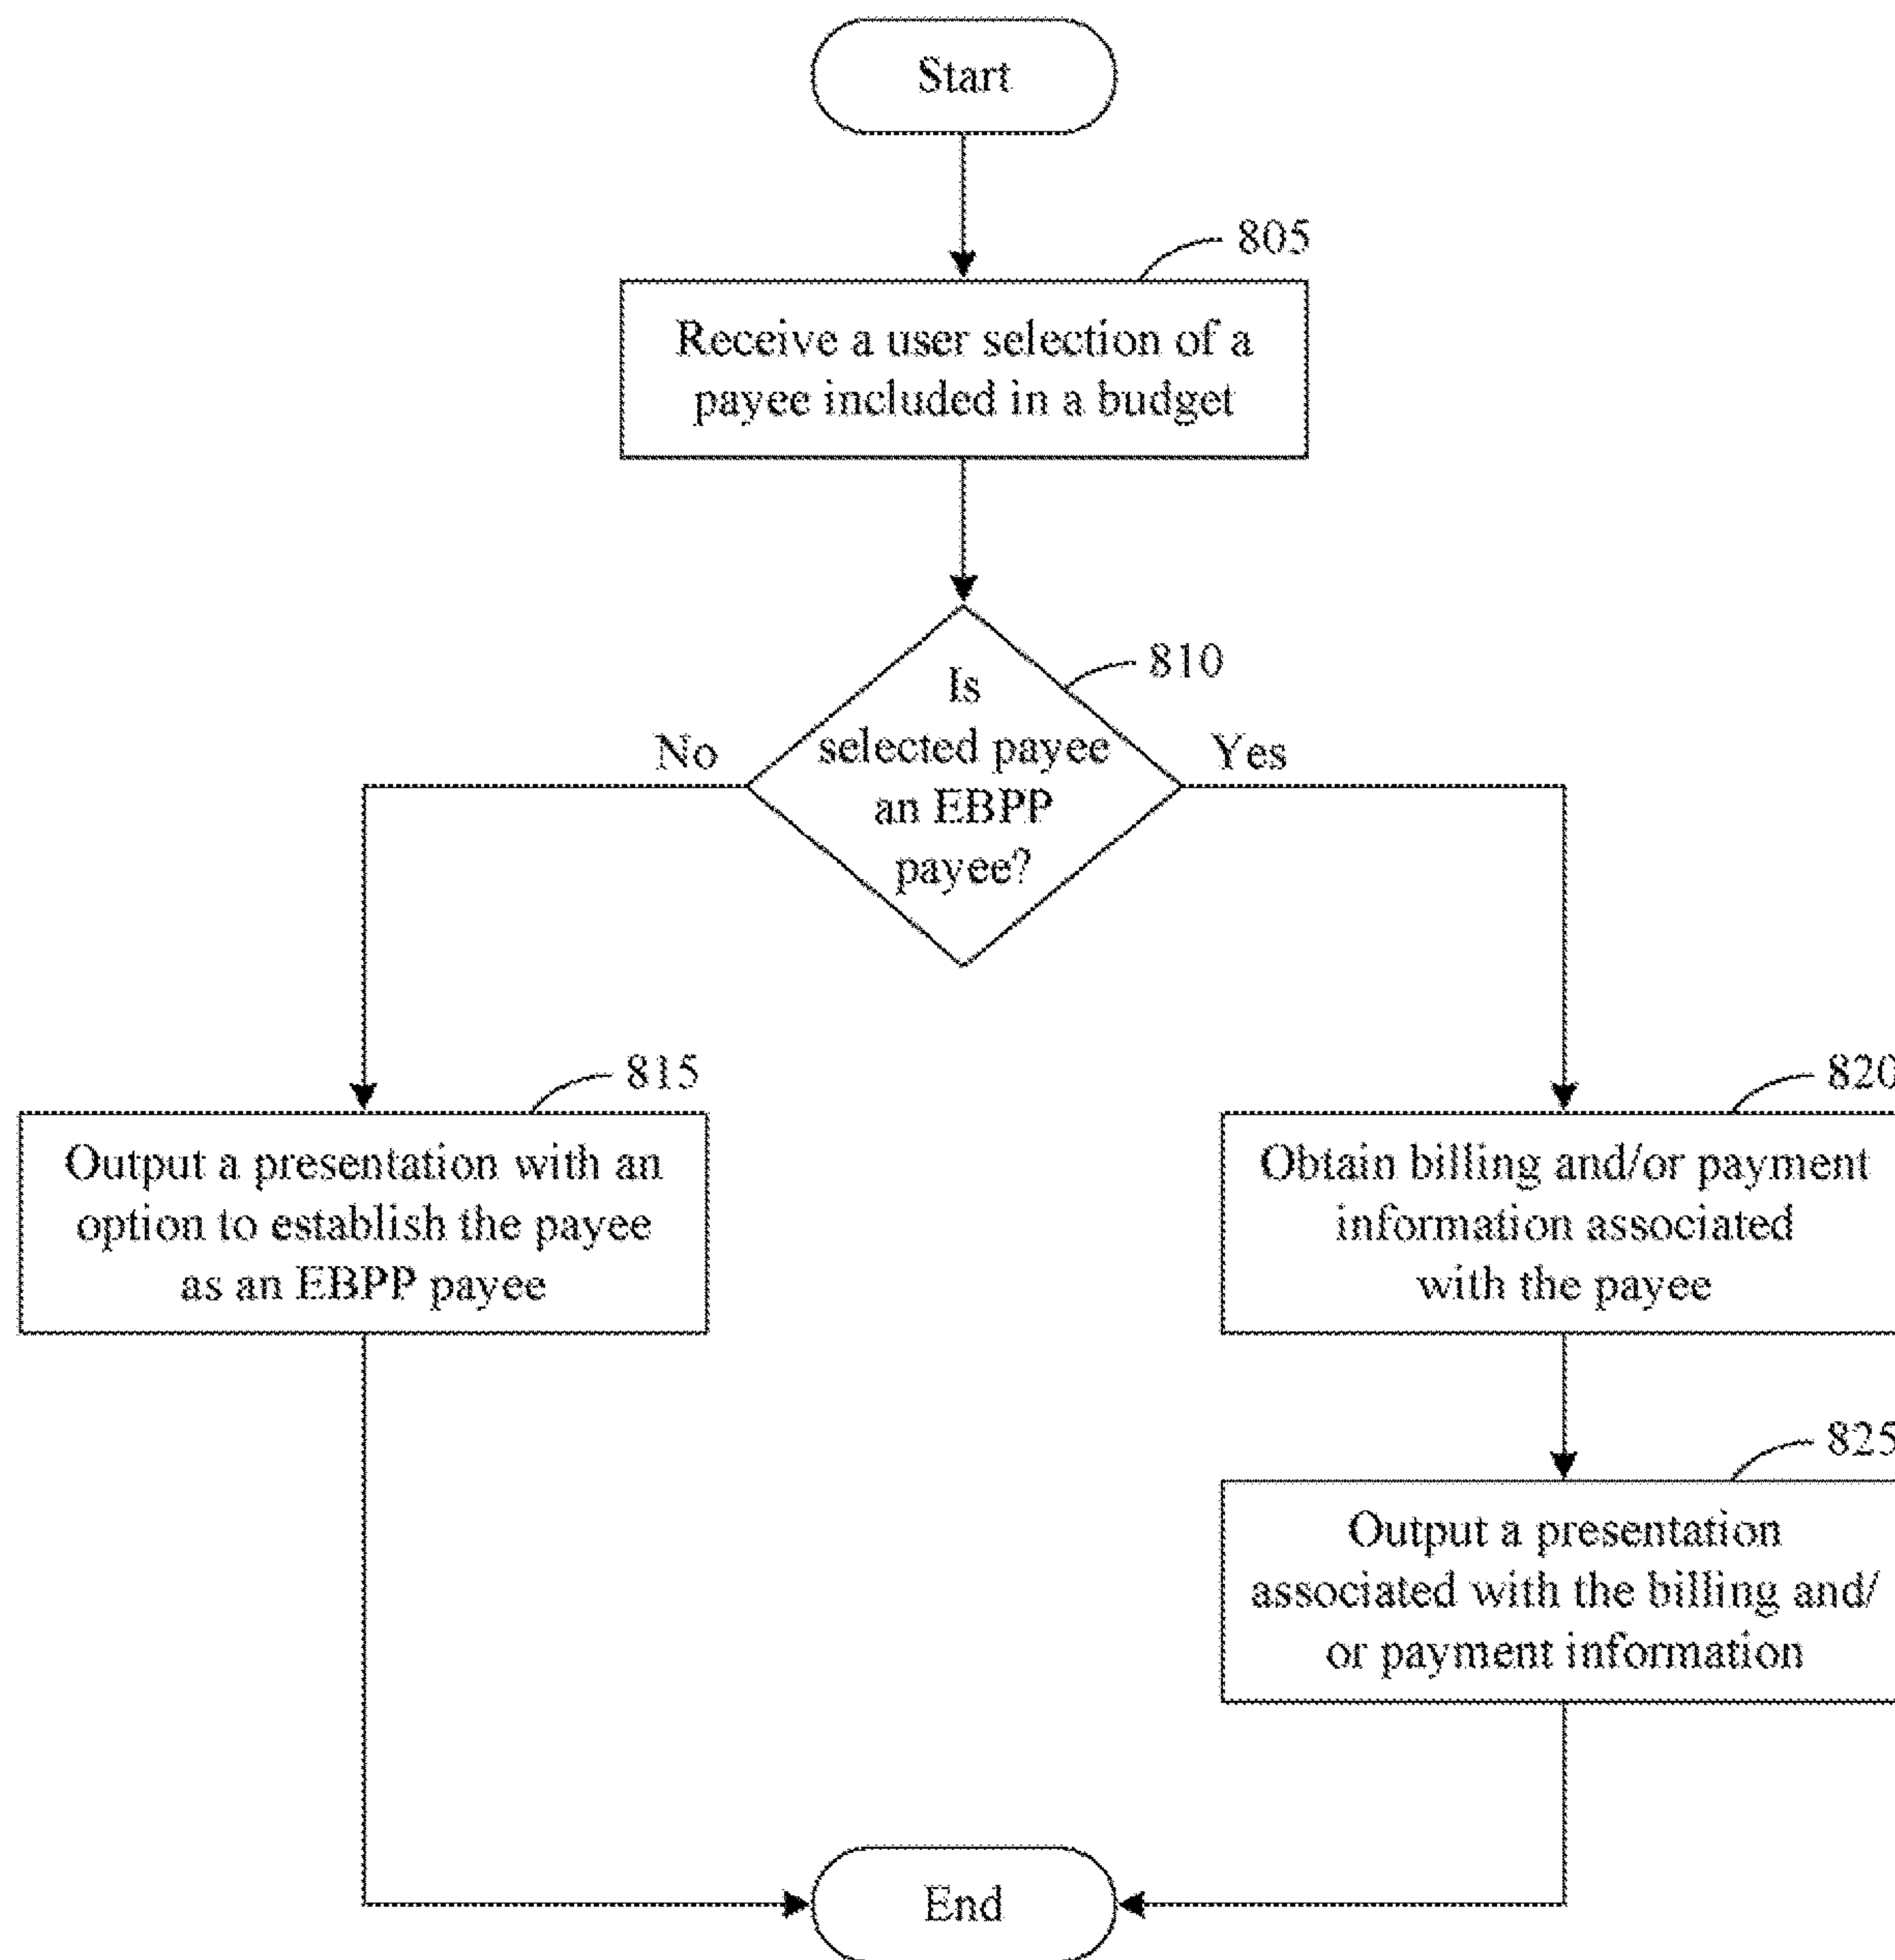 Start
805
Receive a user selection of a
payee included in a budget
810
Is
selected payee
an EBPP
payee?
No
Yes
815
Output a presentation with an
option to establish the payee
as an EBPP payee
820
Obtain billing and/or payment
information associated
with the payee
825
Output a presentation
associated with the billing and/
or payment information
End